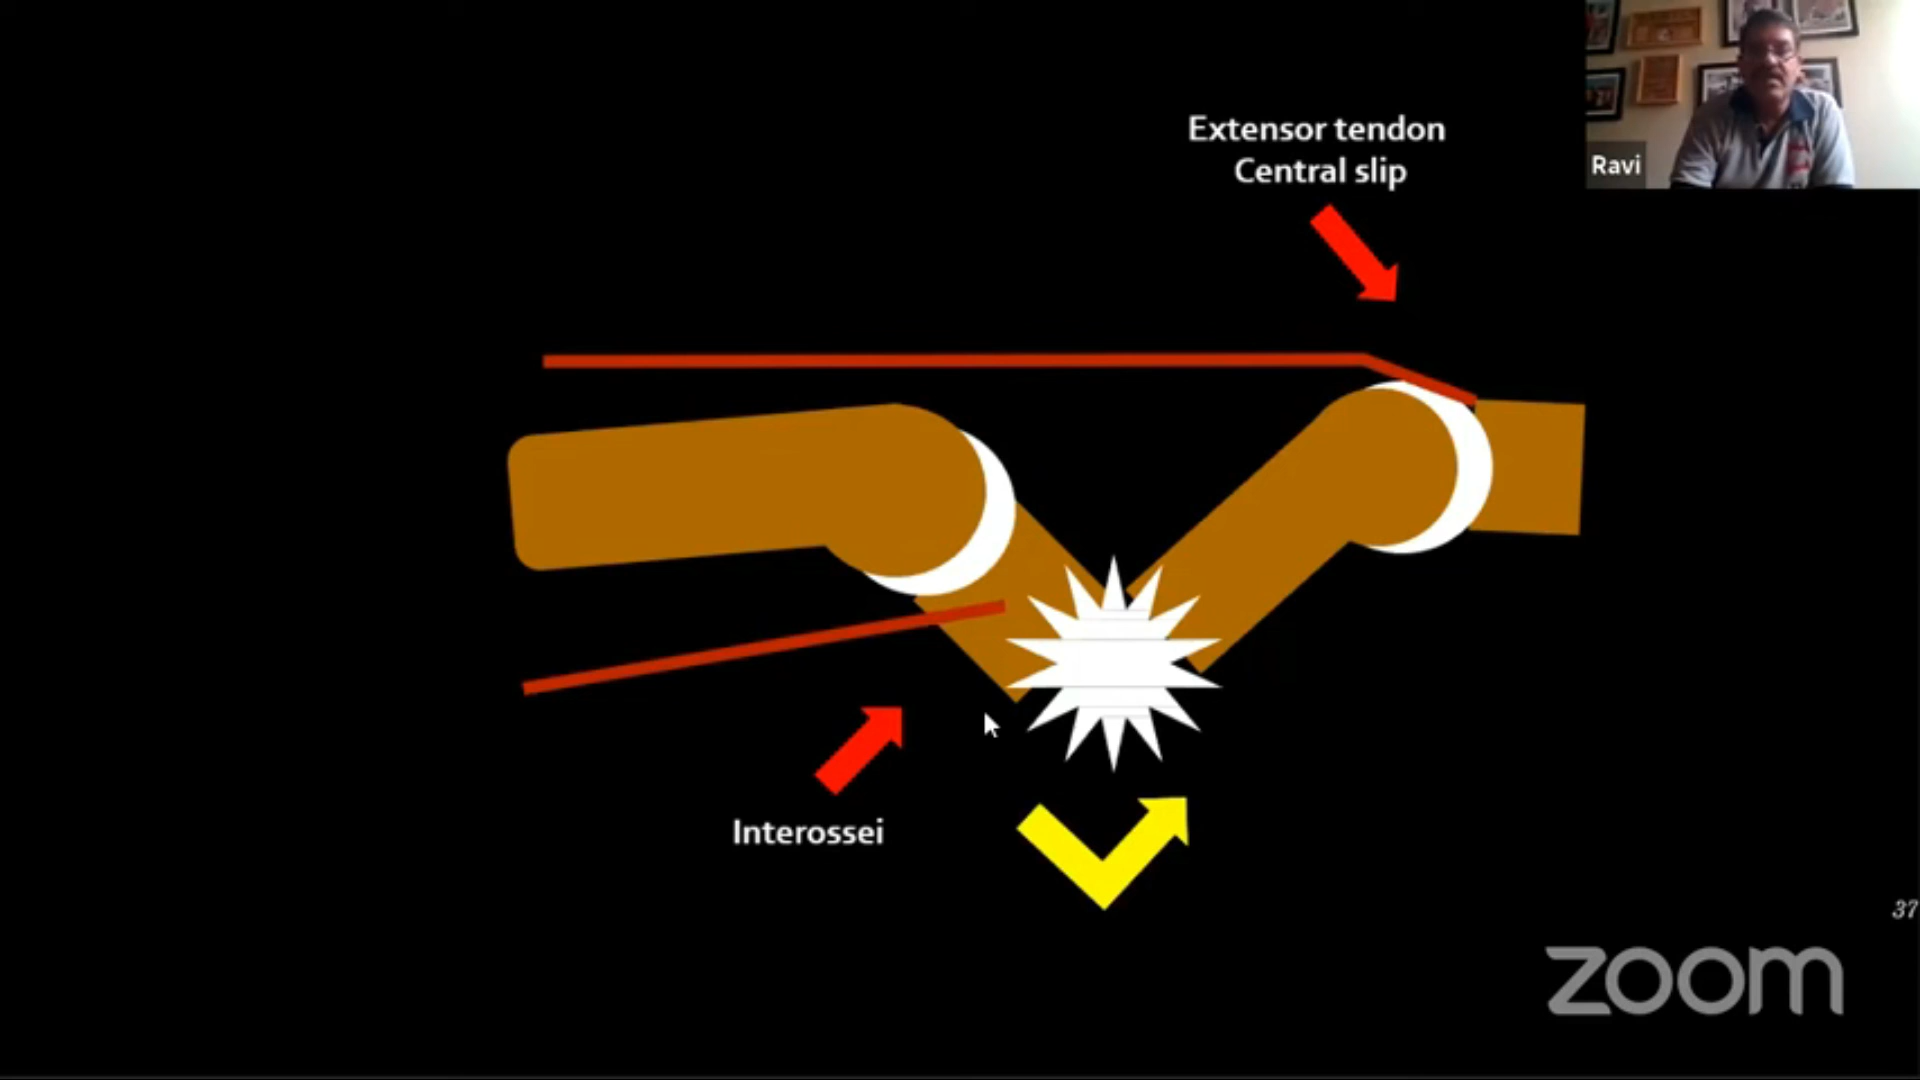 Extensor tendon
Central slip
Ravi
Interossei
37
zoom